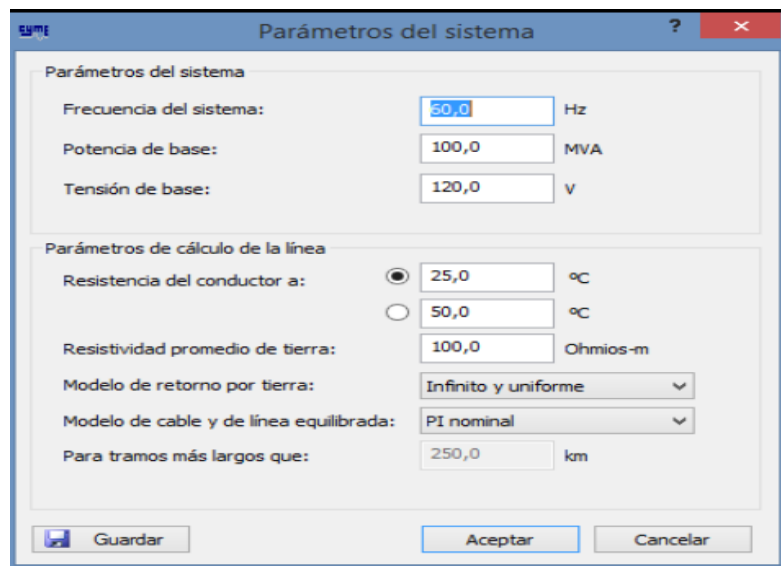 CYME Parámetros del sistema ? ×
Parámetros del sistema
Frecuencia del sistema: 60,0 Hz
Potencia de base: 100,0 MVA
Tensión de base: 120,0 V
Parámetros de cálculo de la línea
Resistencia del conductor a: 25,0 ºC
50,0 ºC
Resistividad promedio de tierra: 100,0 Ohmios-m
Modelo de retorno por tierra: Infinito y uniforme
Modelo de cable y de línea equilibrada: PI nominal
Para tramos más largos que: 250,0 km
Guardar Aceptar Cancelar